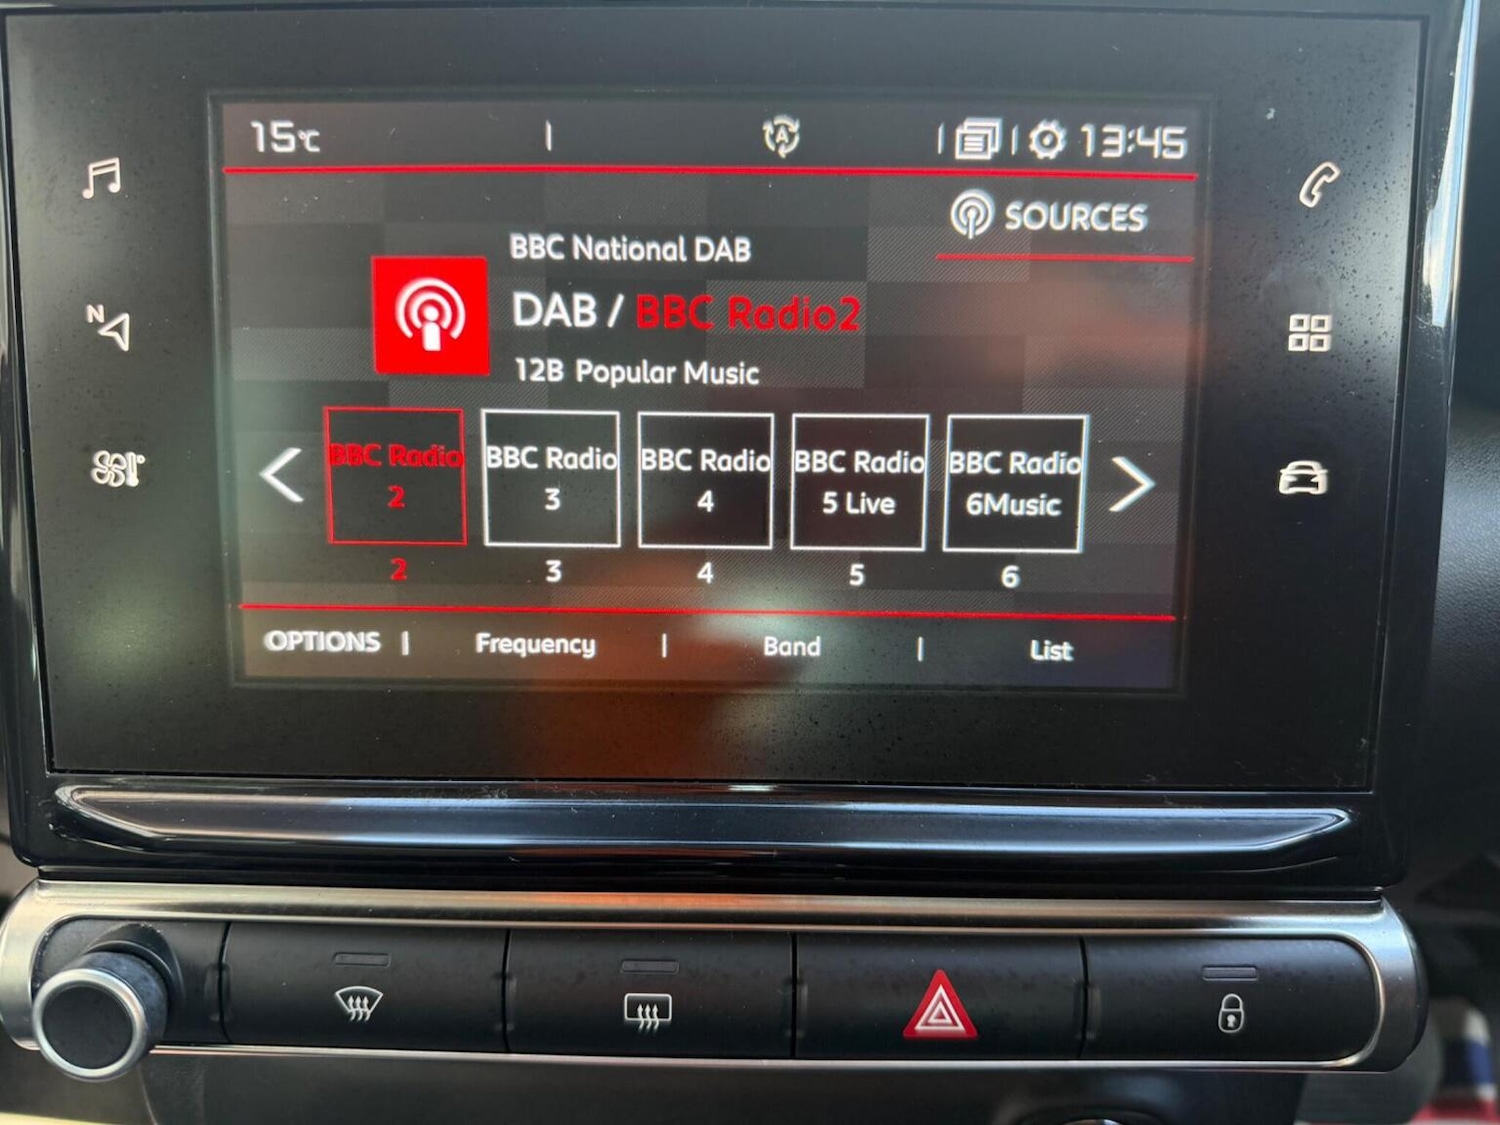 15°C
13:45
SOURCES
BBC National DAB
DAB / BBC Radio2
12B Popular Music
BBC Radio
2
BBC Radio
3
BBC Radio
4
BBC Radio
5 Live
BBC Radio
6Music
2 3 4 5 6
OPTIONS Frequency Band List
N
A